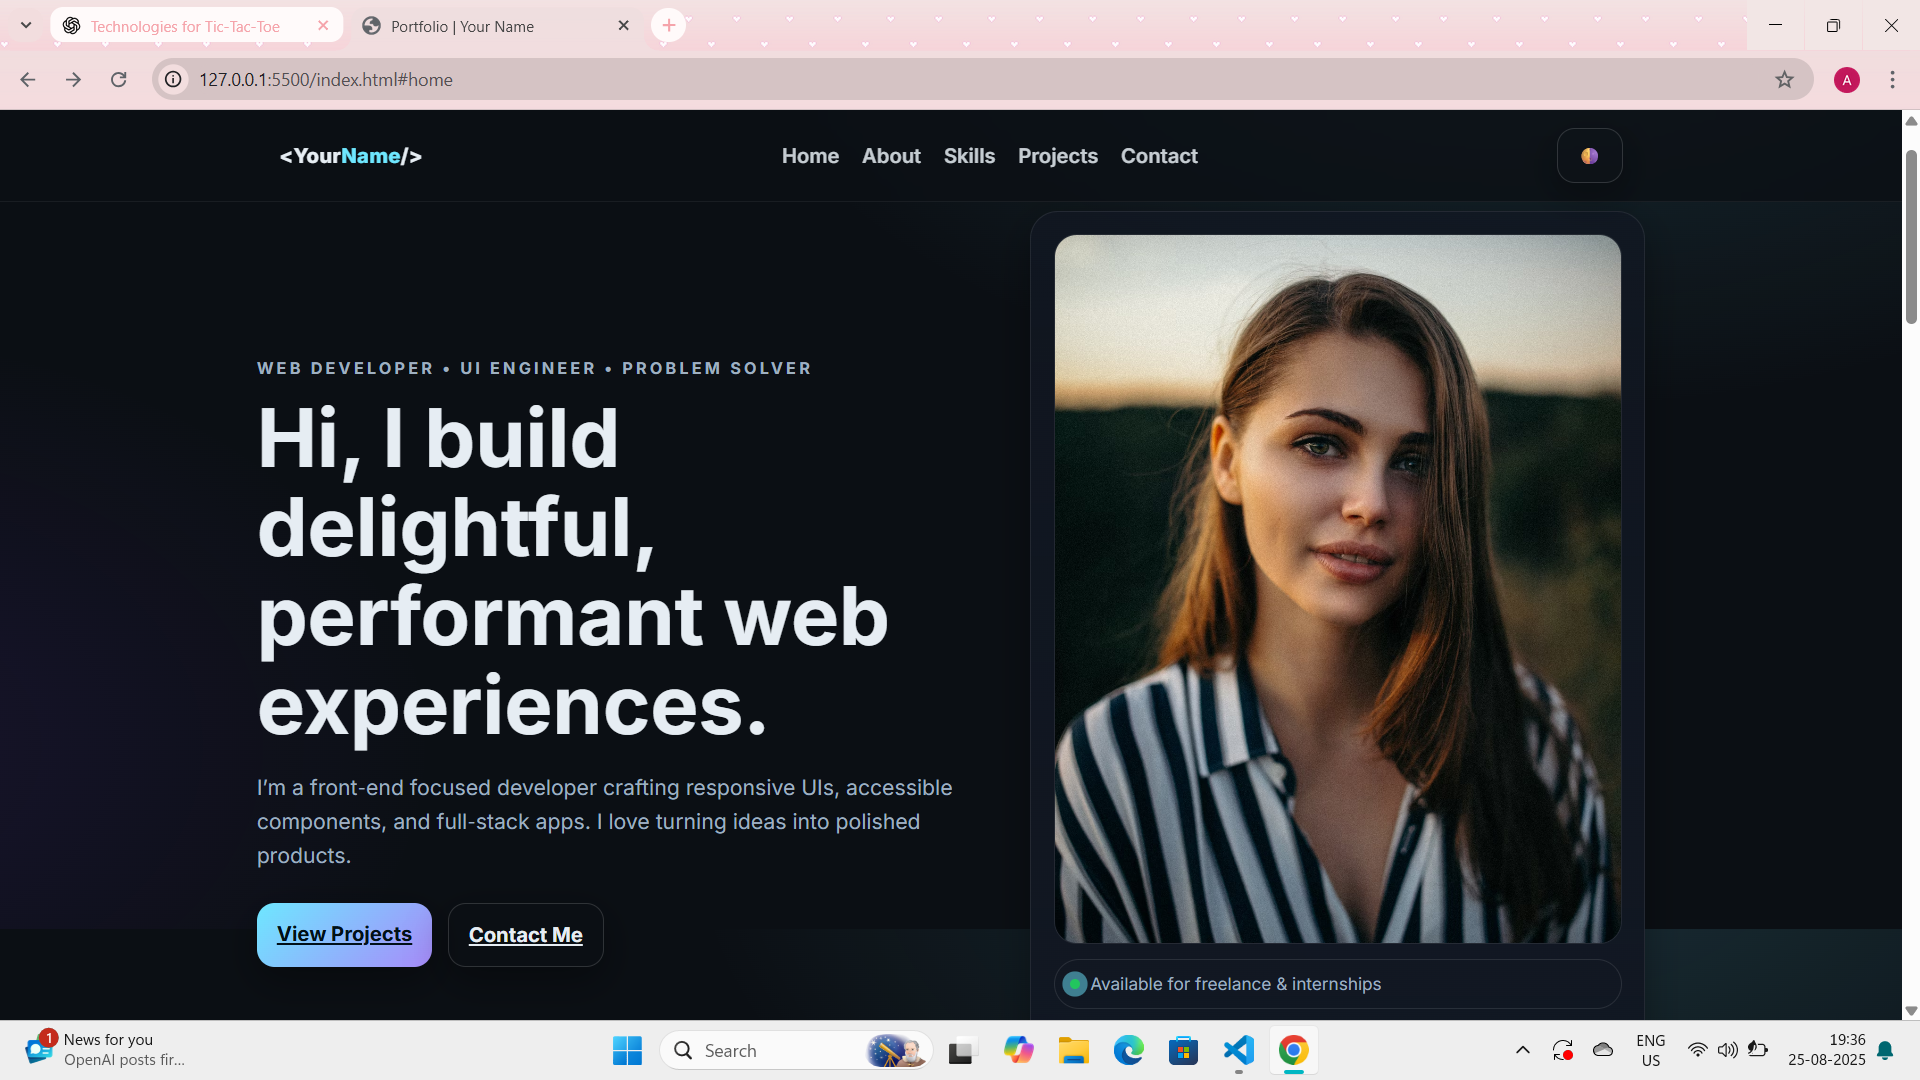 Technologies for Tic-Tac-Toe
Portfolio | Your Name
127.0.0.1:5500/index.html#home
A
<YourName/>
Home
About
Skills
Projects
Contact
WEB DEVELOPER • UI ENGINEER • PROBLEM SOLVER
Hi, I build
delightful,
performant web
experiences.
I’m a front-end focused developer crafting responsive UIs, accessible
components, and full-stack apps. I love turning ideas into polished
products.
View Projects
Contact Me
Available for freelance & internships
1
News for you
OpenAI posts fir...
Search
ENG
US
19:36
25-08-2025